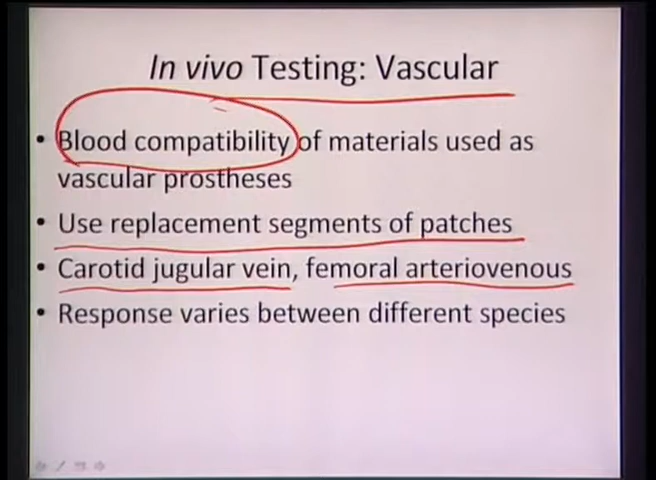 In vivo Testing: Vascular
• Blood compatibility of materials used as
vascular prostheses
• Use replacement segments of patches
• Carotid jugular vein, femoral arteriovenous
• Response varies between different species